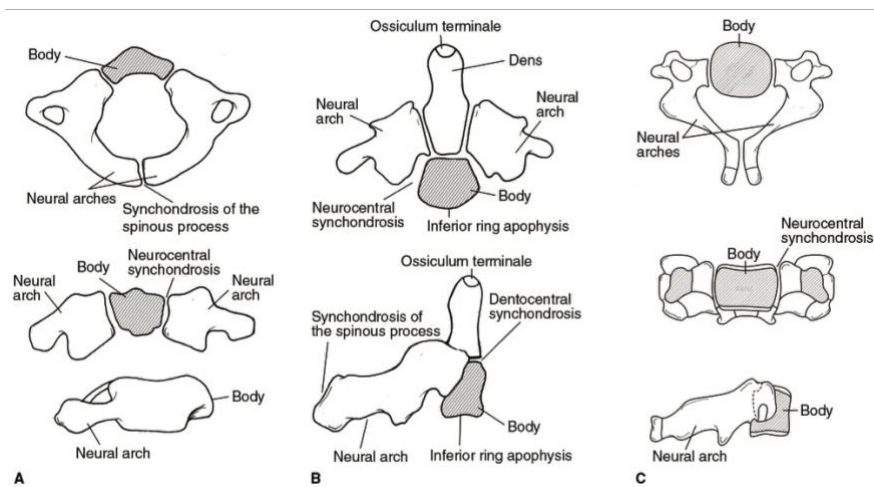 Body
Neural arches
Synchondrosis of the
spinous process
Body
Neurocentral
synchondrosis
Neural
arch
Neural
arch
Body
Neural arch
A
Ossiculum terminale
Dens
Neural
arch
Neural
arch
Body
Neurocentral
synchondrosis
Inferior ring apophysis
Ossiculum terminale
Synchondrosis of
the spinous process
Dentocentral
synchondrosis
Body
Neural arch
Inferior ring apophysis
B
Body
Neural
arches
Neurocentral
synchondrosis
Body
Body
Neural arch
C